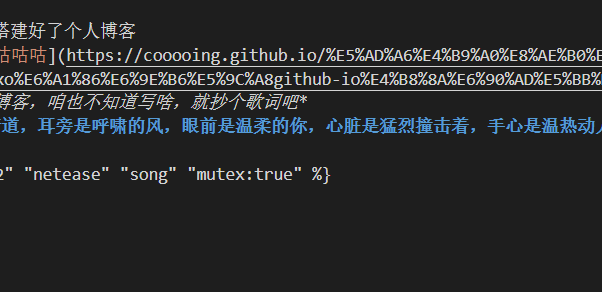 搭建好了个人博客
咕咕咕](https://cooooing.github.io/%E5%AD%A6%E4%B9%A0%E8%AE%B0%E
xo%E6%A1%86%E6%9E%B6%E5%9C%A8github-io%E4%B8%8A%E6%90%AD%E5%BB%
博客，咱也不知道写啥，就抄个歌词吧*
道，耳旁是呼啸的风，眼前是温柔的你，心脏是猛烈撞击着，手心是温热动
2" "netease" "song" "mutex:true" %}